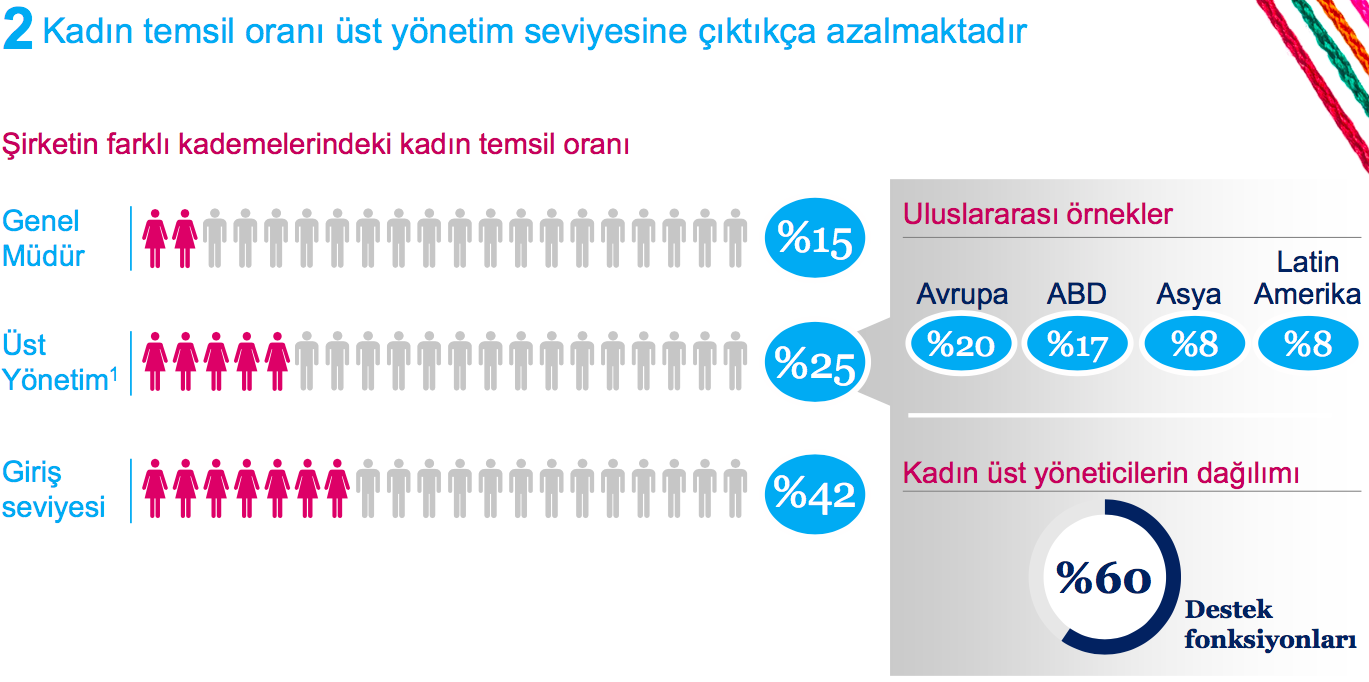 2 Kadın temsil oranı üst yönetim seviyesine çıktıkça azalmaktadır
Şirketin farklı kademelerindeki kadın temsil oranı
Genel
Müdür
%15
Üst
Yönetim¹
%25
Giriş
seviyesi
%42
Uluslararası örnekler
Avrupa
ABD
Asya
Latin
Amerika
%20
%17
%8
%8
Kadın üst yöneticilerin dağılımı
%60
Destek
fonksiyonları